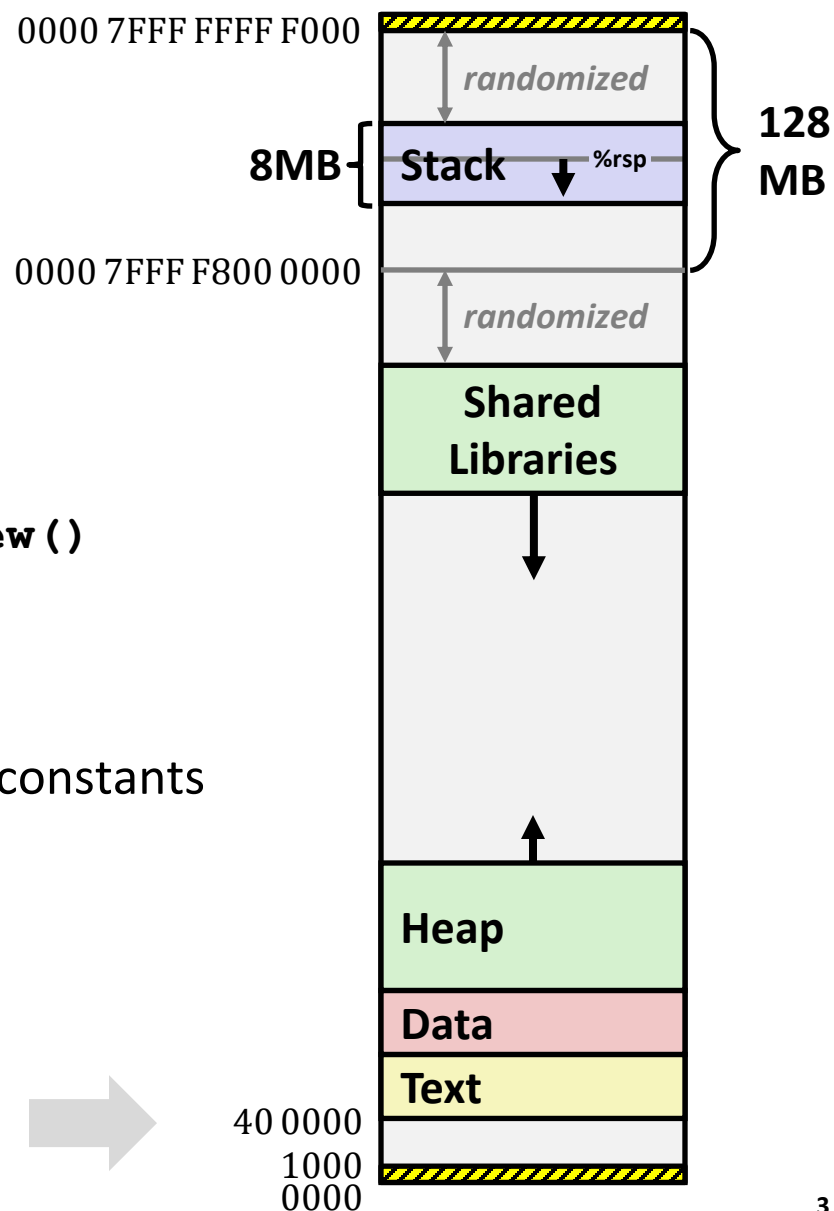 0000 7FFF FFFF F000
randomized
128
MB
8MB
Stack
%rsp
0000 7FFF F800 0000
randomized
Shared
Libraries
ew()
constants
Heap
Data
Text
40 0000
1000
0000
3